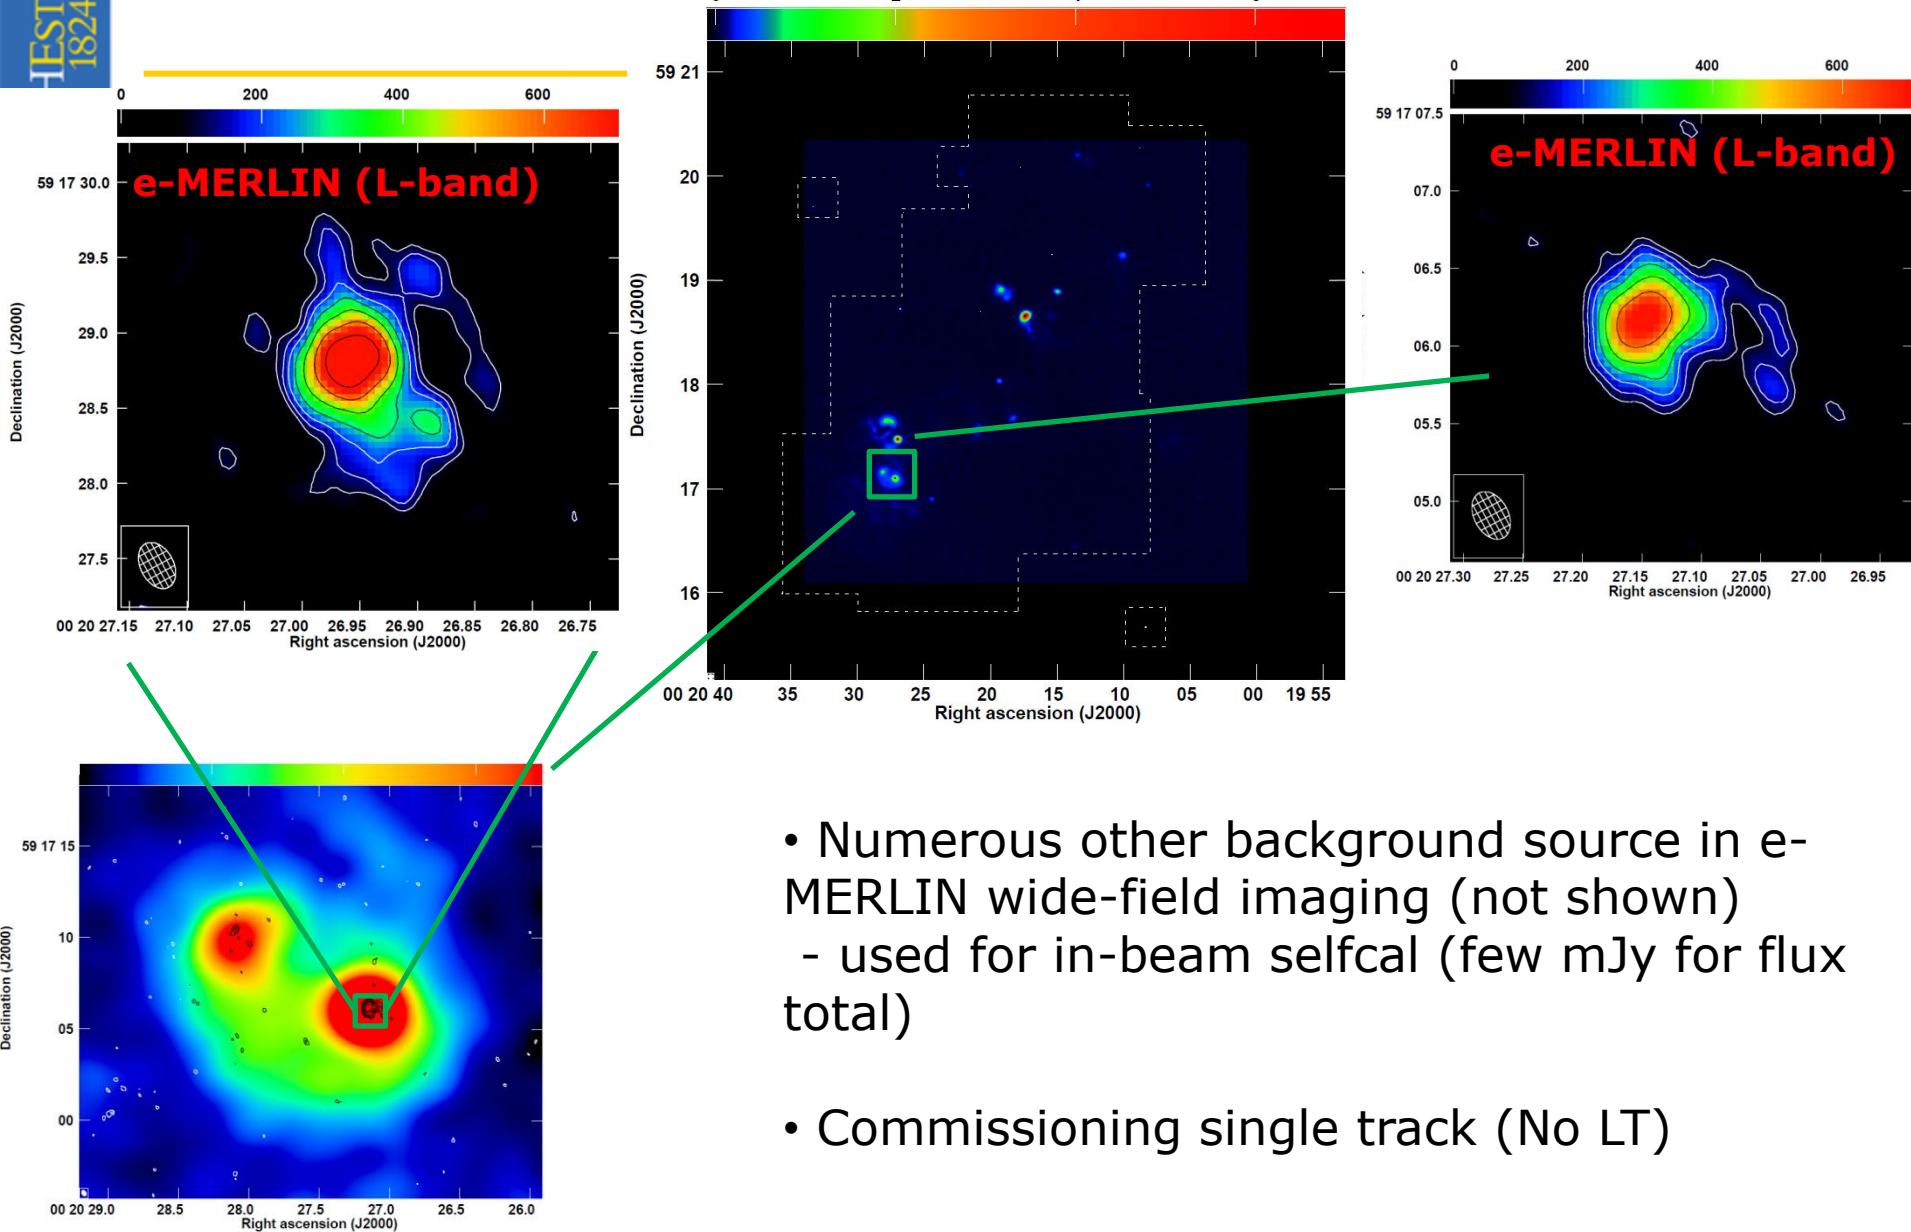 HEST
1824
0 200 400 600
e-MERLIN (L-band)
59 17 30.0
29.5
29.0
28.5
28.0
27.5
Declination (J2000)
00 20 27.15 27.10 27.05 27.00 26.95 26.90 26.85 26.80 26.75
Right ascension (J2000)
59 21
20
19
18
17
16
Declination (J2000)
00 20 40 35 30 25 20 15 10 05 00 19 55
Right ascension (J2000)
0 200 400 600
e-MERLIN (L-band)
59 17 07.5
07.0
06.5
06.0
05.5
05.0
00 20 27.30 27.25 27.20 27.15 27.10 27.05 27.00 26.95
Right ascension (J2000)
59 17 15
10
05
00
Declination (J2000)
00 20 29.0 28.5 28.0 27.5 27.0 26.5 26.0
Right ascension (J2000)
• Numerous other background source in e-
MERLIN wide-field imaging (not shown)
- used for in-beam selfcal (few mJy for flux
total)
• Commissioning single track (No LT)